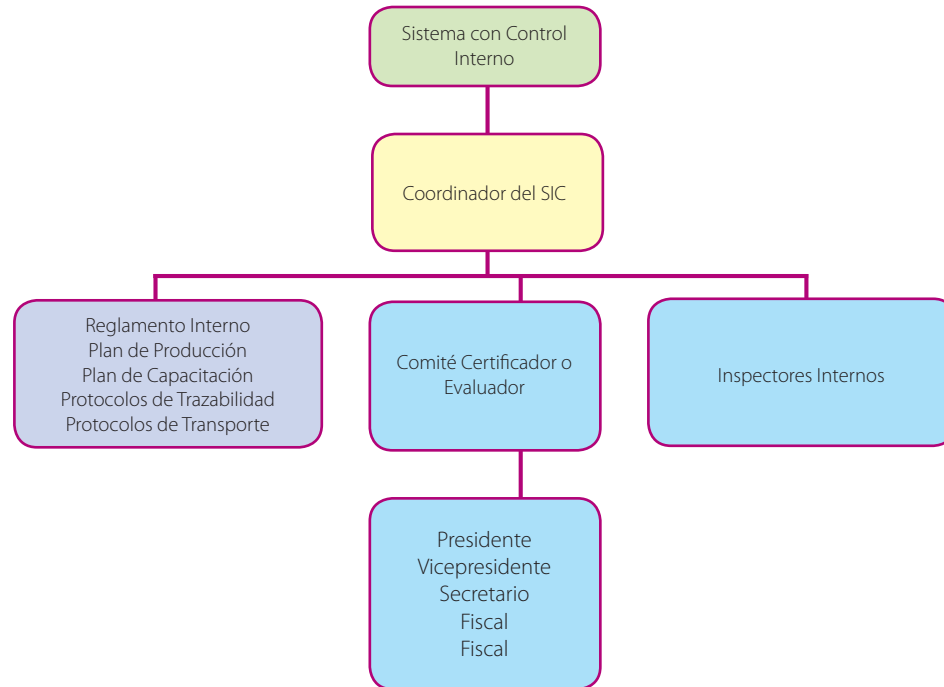 Sistema con Control
Interno
Coordinador del SIC
Reglamento Interno
Plan de Producción
Plan de Capacitación
Protocolos de Trazabilidad
Protocolos de Transporte
Comité Certificador o
Evaluador
Inspectores Internos
Presidente
Vicepresidente
Secretario
Fiscal
Fiscal